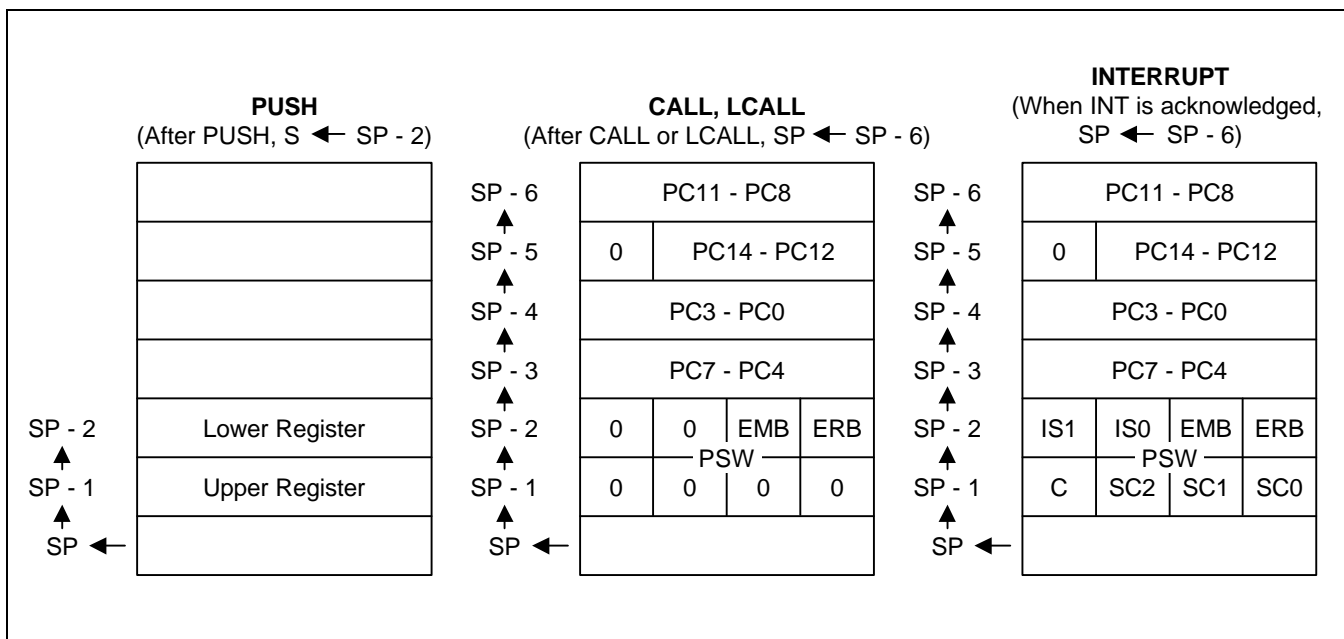 PUSH
(After PUSH, S ← SP - 2)
SP - 2
Lower Register
SP - 1
Upper Register
SP ←
CALL, LCALL
(After CALL or LCALL, SP ← SP - 6)
SP - 6
PC11 - PC8
SP - 5
0 PC14 - PC12
SP - 4
PC3 - PC0
SP - 3
PC7 - PC4
SP - 2
0 0 EMB ERB
PSW
SP - 1
0 0 0 0
SP ←
INTERRUPT
(When INT is acknowledged,
SP ← SP - 6)
SP - 6
PC11 - PC8
SP - 5
0 PC14 - PC12
SP - 4
PC3 - PC0
SP - 3
PC7 - PC4
SP - 2
IS1 IS0 EMB ERB
PSW
SP - 1
C SC2 SC1 SC0
SP ←